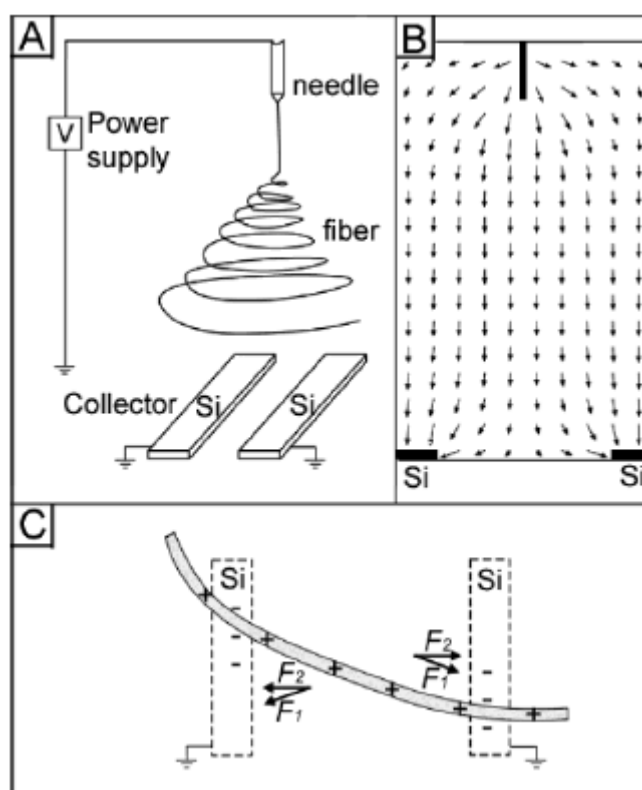 A
needle
V
Power
supply
fiber
Collector
Si
Si
B
Si
Si
C
Si
Si
F2
F1
F2
F1
+
+
+
+
+
+
-
-
-
-
-
-